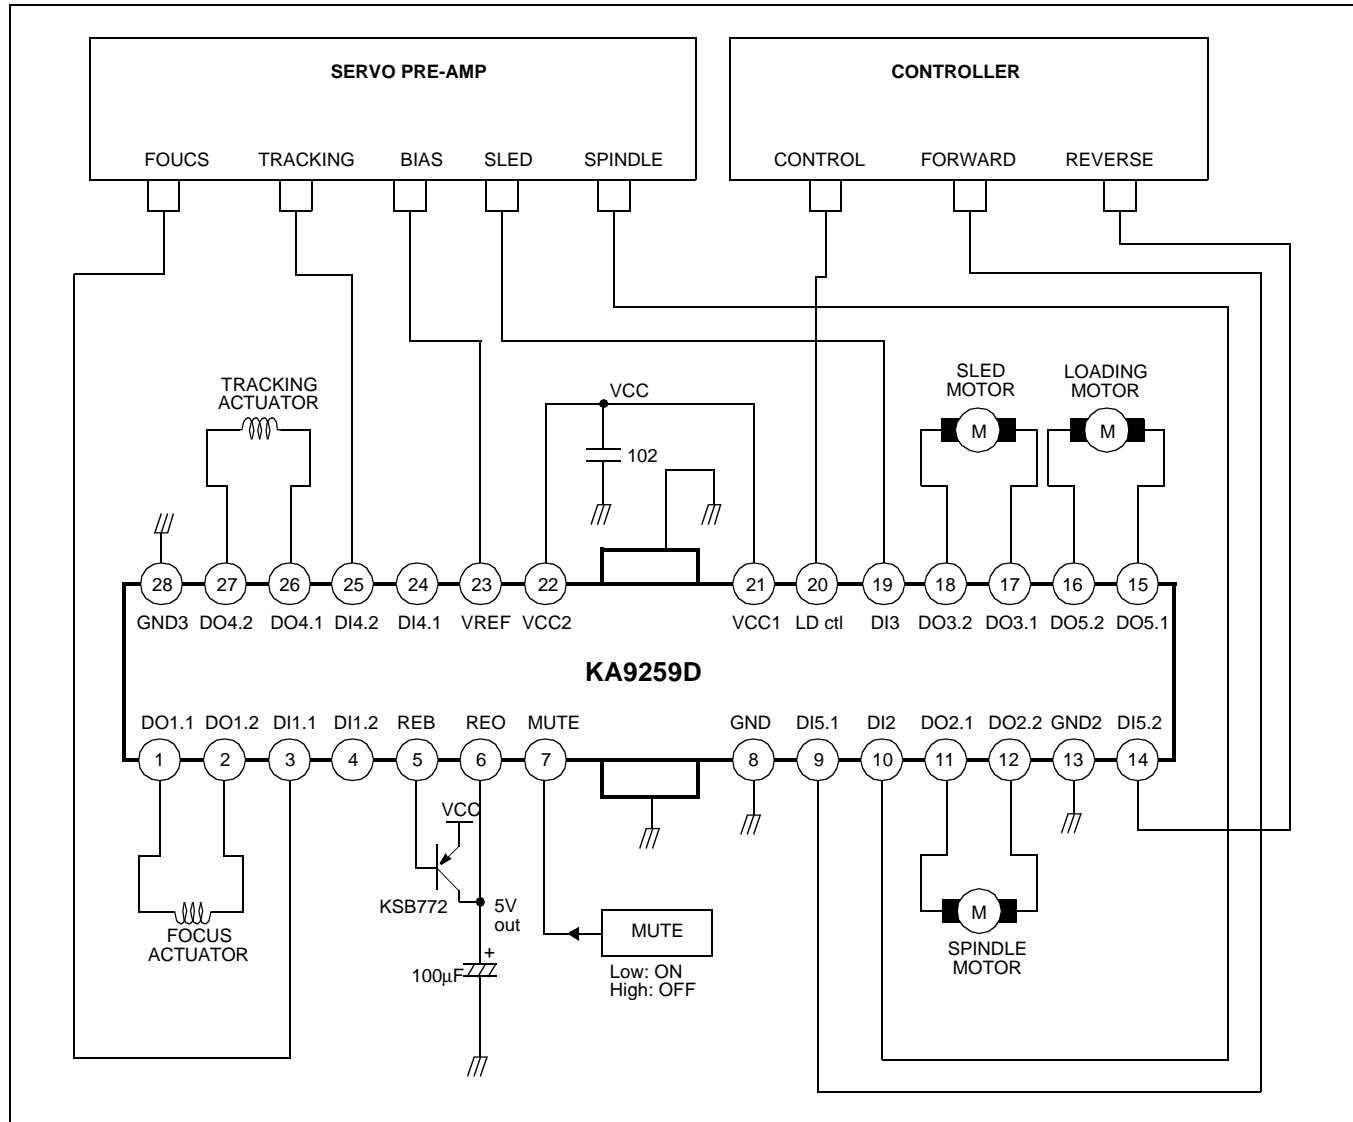 SERVO PRE-AMP
CONTROLLER
FOUCS TRACKING BIAS SLED SPINDLE
CONTROL FORWARD REVERSE
TRACKING
ACTUATOR
VCC
102
SLED
MOTOR
LOADING
MOTOR
M
M
28 27 26 25 24 23 22 21 20 19 18 17 16 15
GND3 DO4.2 DO4.1 DI4.2 DI4.1 VREF VCC2 VCC1 LD ctl DI3 DO3.2 DO3.1 DO5.2 DO5.1
KA9259D
DO1.1 DO1.2 DI1.1 DI1.2 REB REO MUTE GND DI5.1 DI2 DO2.1 DO2.2 GND2 DI5.2
1 2 3 4 5 6 7 8 9 10 11 12 13 14
VCC
KSB772
5V
out
+
100µF
FOCUS
ACTUATOR
MUTE
Low: ON
High: OFF
M
SPINDLE
MOTOR